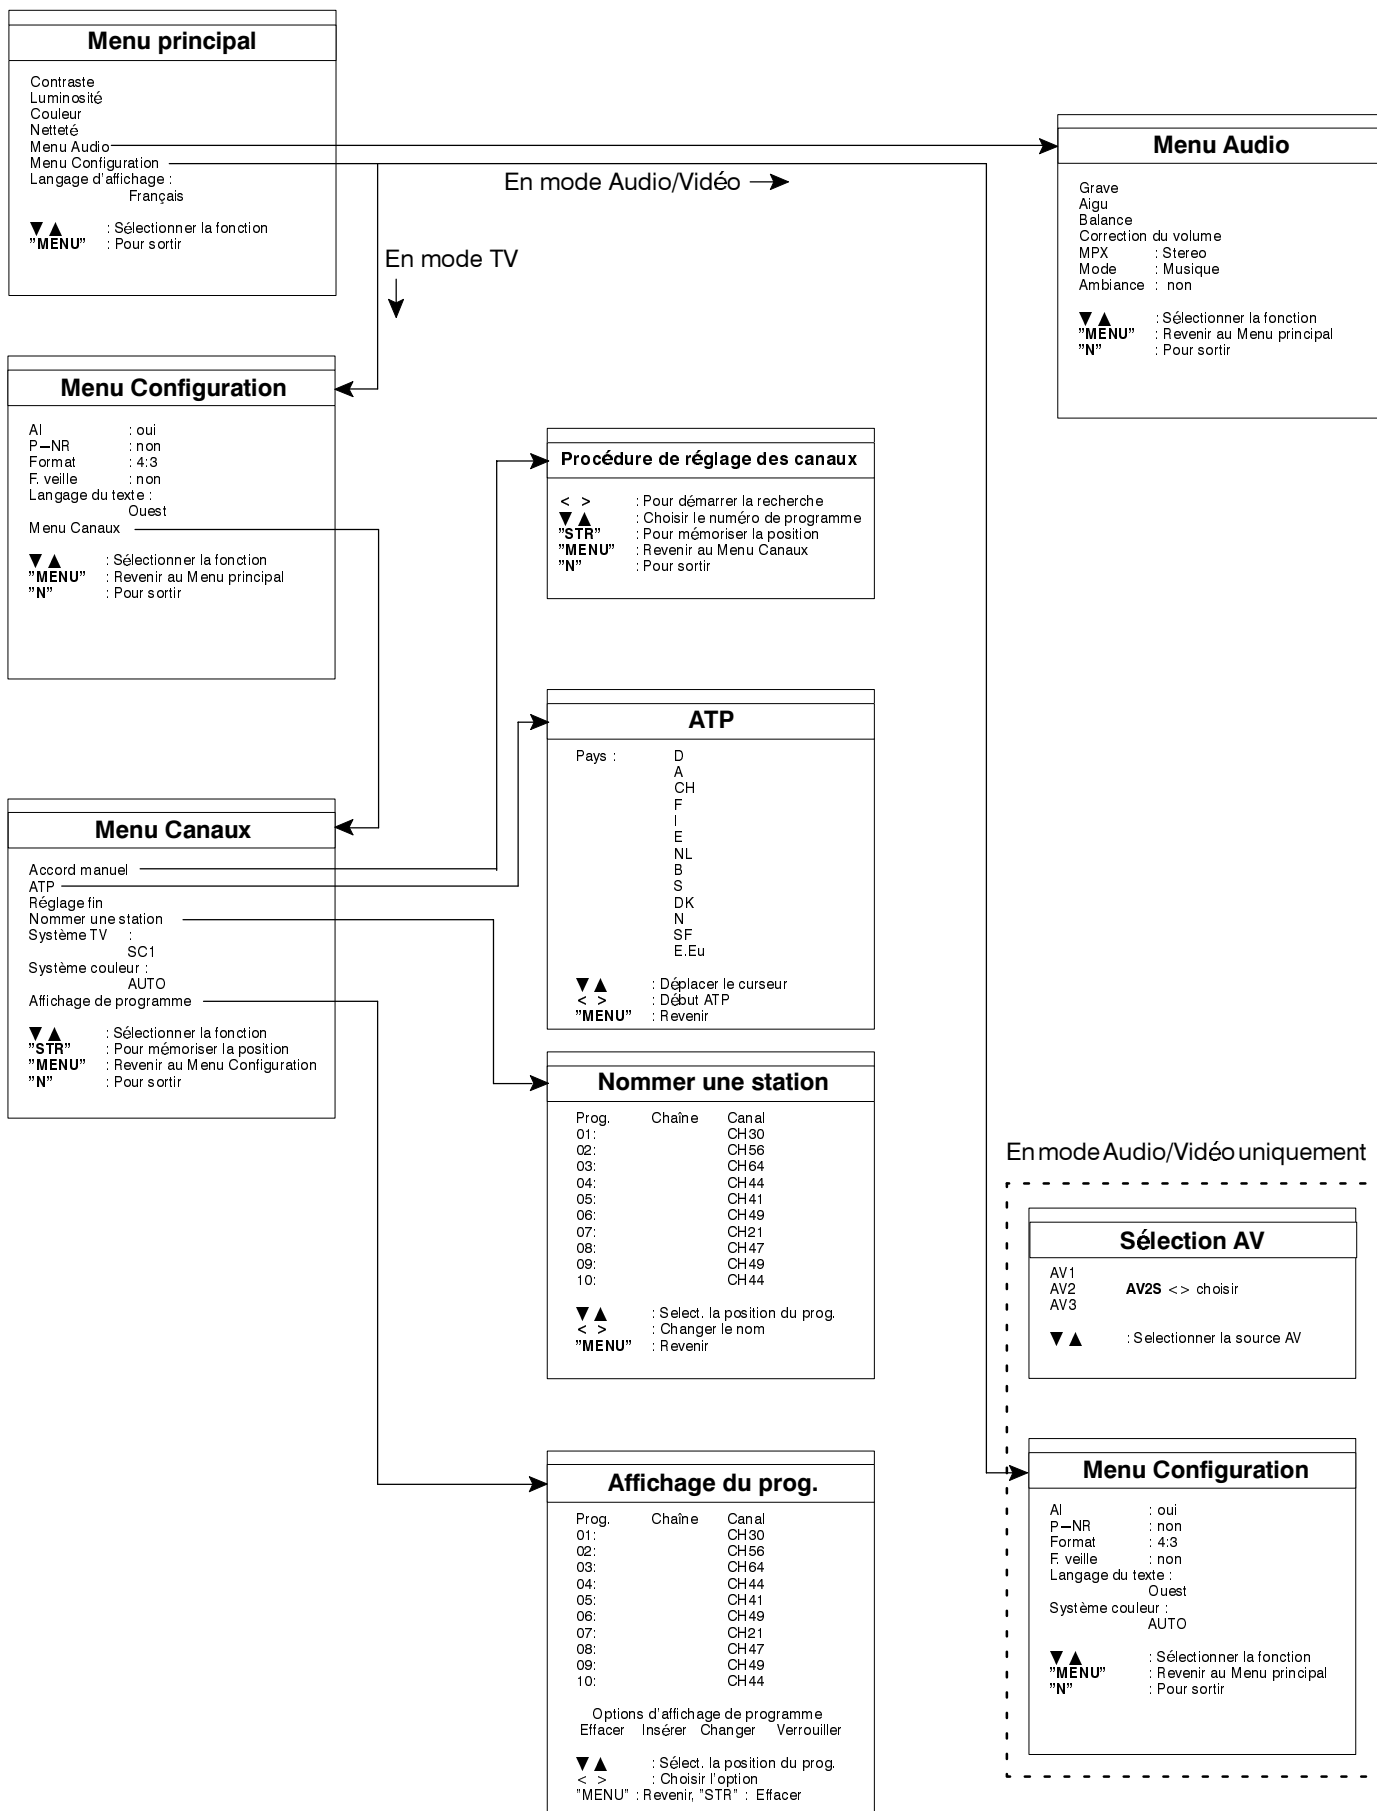 Menu principal
Contraste
Luminosité
Couleur
Netteté
Menu Audio
Menu Configuration
Langage d'affichage :
Français
▼ ▲ : Sélectionner la fonction
"MENU" : Pour sortir
En mode Audio/Vidéo
En mode TV
Menu Audio
Grave
Aigu
Balance
Correction du volume
MPX : Stereo
Mode : Musique
Ambiance : non
▼ ▲ : Sélectionner la fonction
"MENU" : Revenir au Menu principal
"N" : Pour sortir
Menu Configuration
AI : oui
P—NR : non
Format : 4:3
F. veille : non
Langage du texte :
Ouest
Menu Canaux
▼ ▲ : Sélectionner la fonction
"MENU" : Revenir au Menu principal
"N" : Pour sortir
Procédure de réglage des canaux
< > : Pour démarrer la recherche
▼ ▲ : Choisir le numéro de programme
"STR" : Pour mémoriser la position
"MENU" : Revenir au Menu Canaux
"N" : Pour sortir
ATP
Pays : D
A
CH
F
I
E
NL
B
S
DK
N
SF
E.Eu
▼ ▲ : Déplacer le curseur
< > : Début ATP
"MENU" : Revenir
Menu Canaux
Accord manuel
ATP
Réglage fin
Nommer une station
Système TV :
SC1
Système couleur :
AUTO
Affichage de programme
▼ ▲ : Sélectionner la fonction
"STR" : Pour mémoriser la position
"MENU" : Revenir au Menu Configuration
"N" : Pour sortir
Nommer une station
Prog. Chaîne Canal
01: CH30
02: CH56
03: CH64
04: CH44
05: CH41
06: CH49
07: CH21
08: CH47
09: CH49
10: CH44
▼ ▲ : Select. la position du prog.
< > : Changer le nom
"MENU" : Revenir
Affichage du prog.
Prog. Chaîne Canal
01: CH30
02: CH56
03: CH64
04: CH44
05: CH41
06: CH49
07: CH21
08: CH47
09: CH49
10: CH44
Options d'affichage de programme
Effacer Insérer Changer Verrouiller
▼ ▲ : Sélect. la position du prog.
< > : Choisir l'option
"MENU" : Revenir, "STR" : Effacer
En mode Audio/Vidéo uniquement
Sélection AV
AV1
AV2 AV2S <> choisir
AV3
▼ ▲ : Selectionner la source AV
Menu Configuration
AI : oui
P—NR : non
Format : 4:3
F. veille : non
Langage du texte :
Ouest
Système couleur :
AUTO
▼ ▲ : Sélectionner la fonction
"MENU" : Revenir au Menu principal
"N" : Pour sortir